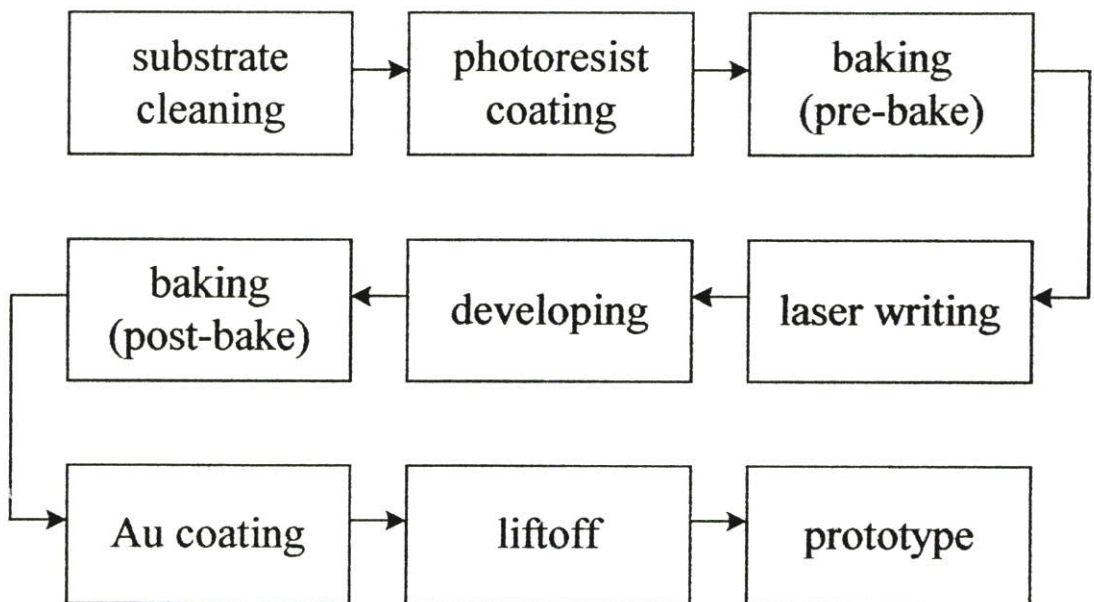 substrate
cleaning
photoresist
coating
baking
(pre-bake)
laser writing
developing
baking
(post-bake)
Au coating
liftoff
prototype